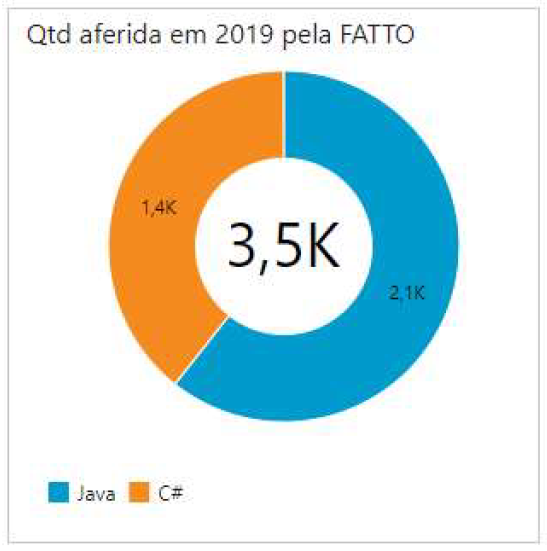 Qtd aferida em 2019 pela FATTO
1,4K
3,5K
2,1K
Java
C#